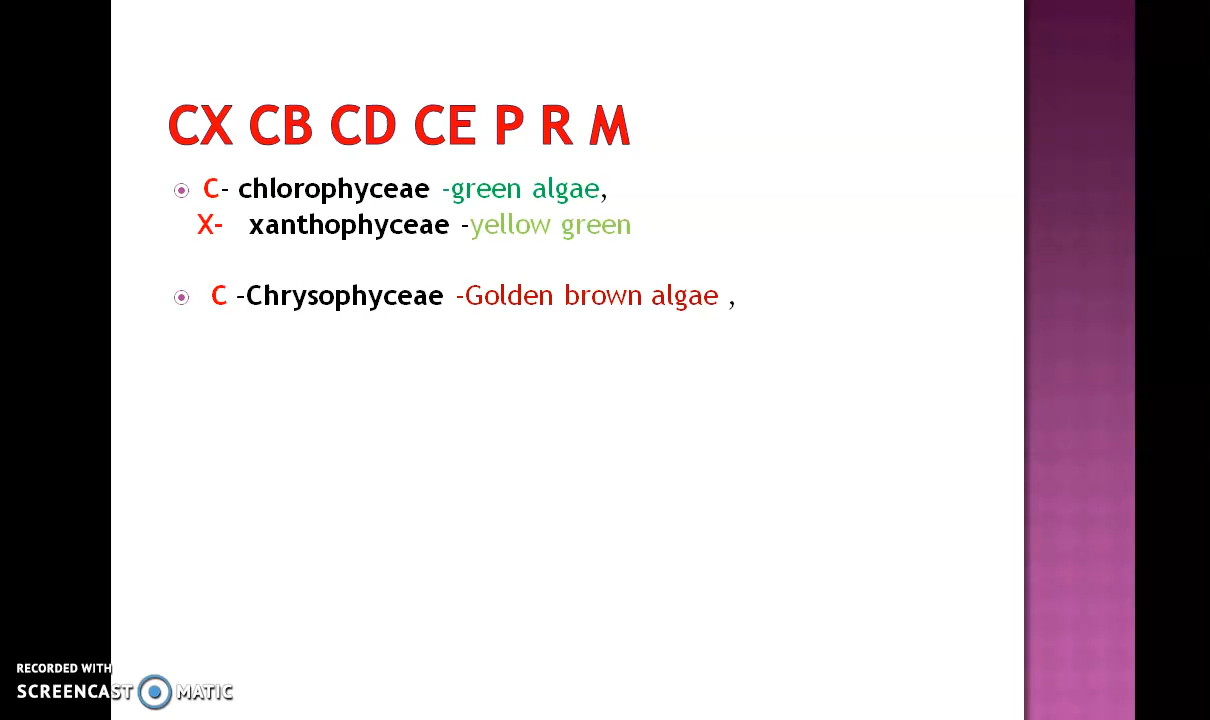 CX CB CD CE P R M
C- chlorophyceae -green algae,
X- xanthophyceae -yellow green
C -Chrysophyceae -Golden brown algae ,
RECORDED WITH
SCREENCAST MATIC